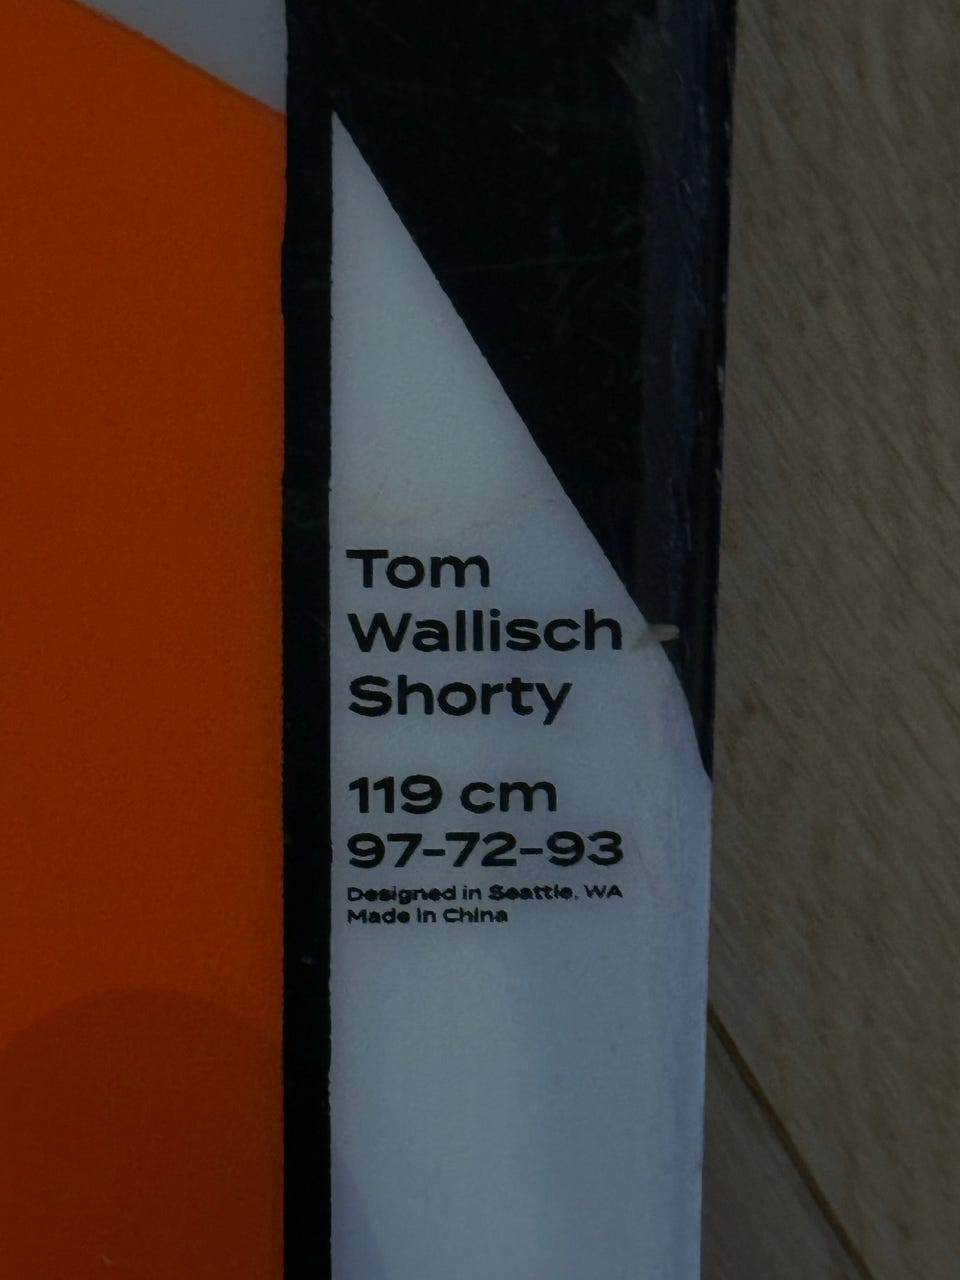 Tom
Wallisch
Shorty
119 cm
97-72-93
Designed in Seattle, WA
Made in China